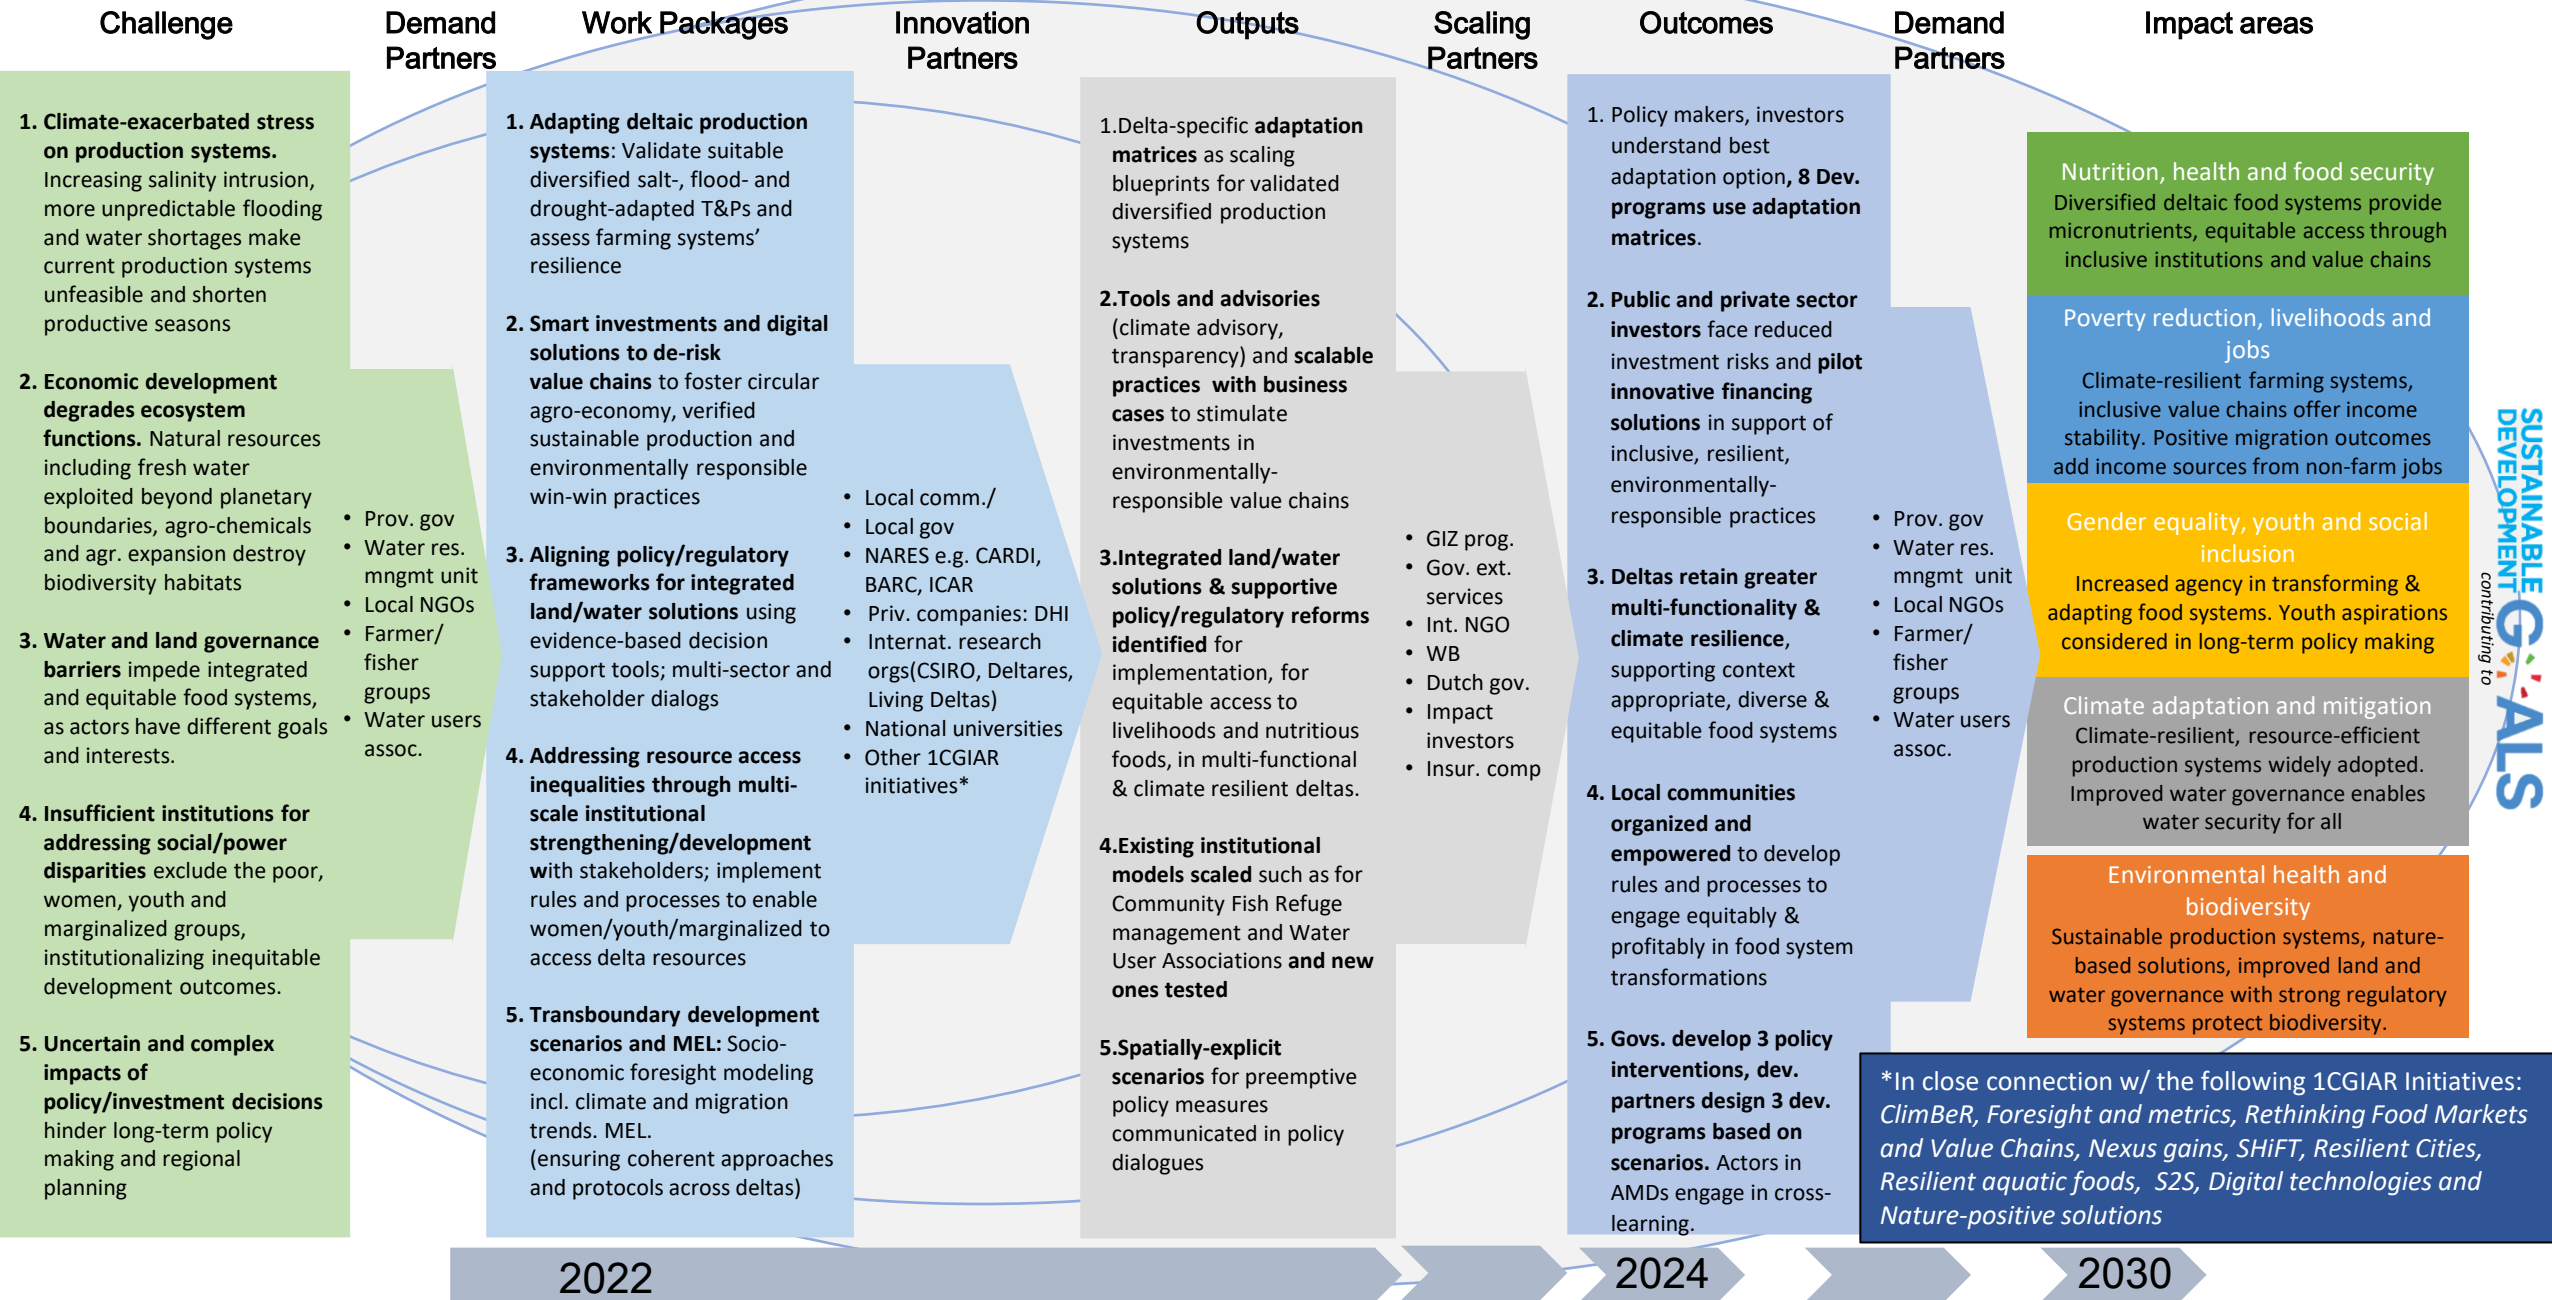 Challenge
Demand
Partners
Work Packages
Innovation
Partners
Outputs
Scaling
Partners
Outcomes
Demand
Partners
Impact areas
1. Climate-exacerbated stress
on production systems.
Increasing salinity intrusion,
more unpredictable flooding
and water shortages make
current production systems
unfeasible and shorten
productive seasons
2. Economic development
degrades ecosystem
functions. Natural resources
including fresh water
exploited beyond planetary
boundaries, agro-chemicals
and agr. expansion destroy
biodiversity habitats
3. Water and land governance
barriers impede integrated
and equitable food systems,
as actors have different goals
and interests.
4. Insufficient institutions for
addressing social/power
disparities exclude the poor,
women, youth and
marginalized groups,
institutionalizing inequitable
development outcomes.
5. Uncertain and complex
impacts of
policy/investment decisions
hinder long-term policy
making and regional
planning
• Prov. gov
• Water res.
mngmt unit
• Local NGOs
• Farmer/
fisher
groups
• Water users
assoc.
1. Adapting deltaic production
systems: Validate suitable
diversified salt-, flood- and
drought-adapted T&Ps and
assess farming systems’
resilience
2. Smart investments and digital
solutions to de-risk
value chains to foster circular
agro-economy, verified
sustainable production and
environmentally responsible
win-win practices
3. Aligning policy/regulatory
frameworks for integrated
land/water solutions using
evidence-based decision
support tools; multi-sector and
stakeholder dialogs
4. Addressing resource access
inequalities through multi-
scale institutional
strengthening/development
with stakeholders; implement
rules and processes to enable
women/youth/marginalized to
access delta resources
5. Transboundary development
scenarios and MEL: Socio-
economic foresight modeling
incl. climate and migration
trends. MEL.
(ensuring coherent approaches
and protocols across deltas)
• Local comm./
• Local gov
• NARES e.g. CARDI,
BARC, ICAR
• Priv. companies: DHI
• Internat. research
orgs(CSIRO, Deltares,
Living Deltas)
• National universities
• Other 1CGIAR
initiatives*
1.Delta-specific adaptation
matrices as scaling
blueprints for validated
diversified production
systems
2.Tools and advisories
(climate advisory,
transparency) and scalable
practices with business
cases to stimulate
investments in
environmentally-
responsible value chains
3.Integrated land/water
solutions & supportive
policy/regulatory reforms
identified for
implementation, for
equitable access to
livelihoods and nutritious
foods, in multi-functional
& climate resilient deltas.
4.Existing institutional
models scaled such as for
Community Fish Refuge
management and Water
User Associations and new
ones tested
5.Spatially-explicit
scenarios for preemptive
policy measures
communicated in policy
dialogues
• GIZ prog.
• Gov. ext.
services
• Int. NGO
• WB
• Dutch gov.
• Impact
investors
• Insur. comp
1. Policy makers, investors
understand best
adaptation option, 8 Dev.
programs use adaptation
matrices.
2. Public and private sector
investors face reduced
investment risks and pilot
innovative financing
solutions in support of
inclusive, resilient,
environmentally-
responsible practices
3. Deltas retain greater
multi-functionality &
climate resilience,
supporting context
appropriate, diverse &
equitable food systems
4. Local communities
organized and
empowered to develop
rules and processes to
engage equitably &
profitably in food system
transformations
5. Govs. develop 3 policy
interventions, dev.
partners design 3 dev.
programs based on
scenarios. Actors in
AMDs engage in cross-
learning.
• Prov. gov
• Water res.
mngmt unit
• Local NGOs
• Farmer/
fisher
groups
• Water users
assoc.
Nutrition, health and food security
Diversified deltaic food systems provide
micronutrients, equitable access through
inclusive institutions and value chains
Poverty reduction, livelihoods and
jobs
Climate-resilient farming systems,
inclusive value chains offer income
stability. Positive migration outcomes
add income sources from non-farm jobs
Gender equality, youth and social
inclusion
Increased agency in transforming &
adapting food systems. Youth aspirations
considered in long-term policy making
Climate adaptation and mitigation
Climate-resilient, resource-efficient
production systems widely adopted.
Improved water governance enables
water security for all
Environmental health and
biodiversity
Sustainable production systems, nature-
based solutions, improved land and
water governance with strong regulatory
systems protect biodiversity.
contributing to
SUSTAINABLE
DEVELOPMENT
GOALS
*In close connection w/ the following 1CGIAR Initiatives:
ClimBeR, Foresight and metrics, Rethinking Food Markets
and Value Chains, Nexus gains, SHiFT, Resilient Cities,
Resilient aquatic foods, S2S, Digital technologies and
Nature-positive solutions
2022
2024
2030